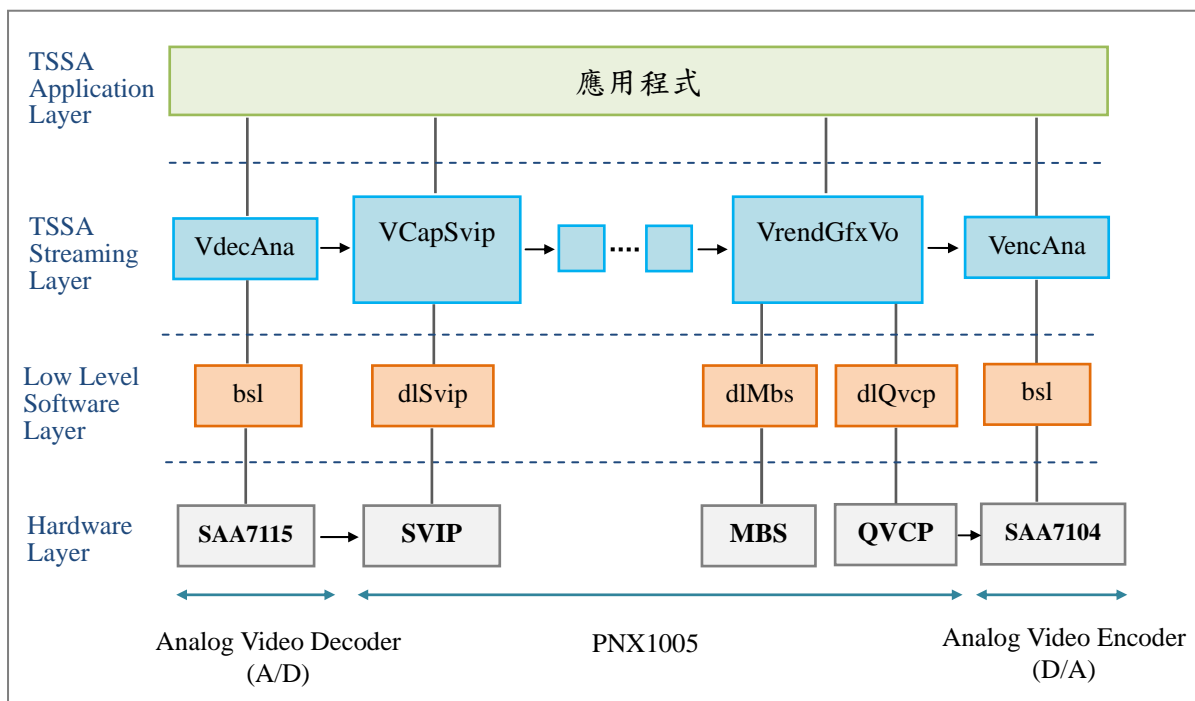 TSSA
Application
Layer
應用程式
TSSA
Streaming
Layer
VdecAna
VCapSvip
....
VrendGfxVo
VencAna
Low Level
Software
Layer
bsl
dlSvip
dlMbs
dlQvcp
bsl
Hardware
Layer
SAA7115
SVIP
MBS
QVCP
SAA7104
Analog Video Decoder
(A/D)
PNX1005
Analog Video Encoder
(D/A)